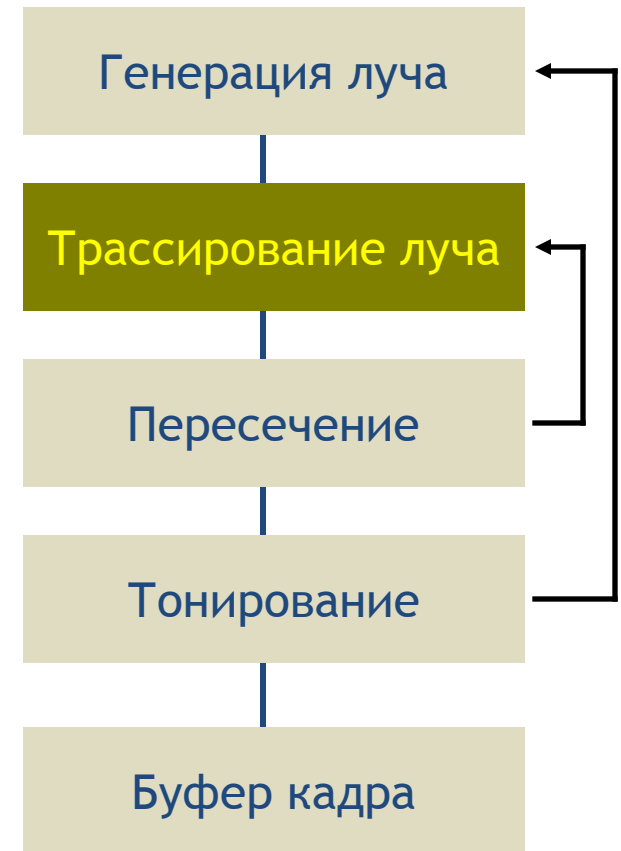 Генерация луча
Трассирование луча
Пересечение
Тонирование
Буфер кадра